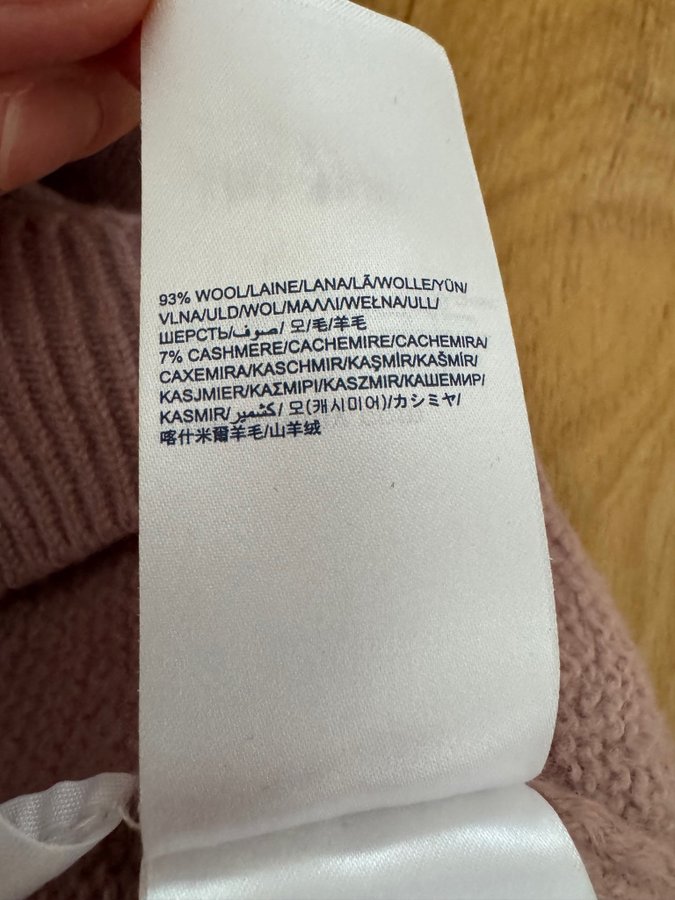 93% WOOL/LAINE/LANA/LÃ/WOLLE/YÜN/
VLNA/ULD/WOL/ΜΑΛΛΙ/WEŁNA/ULL/
ШЕРСТЬ/صوف/ 모/毛/羊毛
7% CASHMERE/CACHEMIRE/CACHEMIRA/
CAXEMIRA/KASCHMIR/KAŞMİR/KAŠMÍR/
KASJMIER/ΚΑΣΜΙΡΙ/KASZMIR/КАШЕМИР/
KASMIR/كشمير/ 모(캐시미어)/カシミヤ/
喀什米爾羊毛/山羊绒